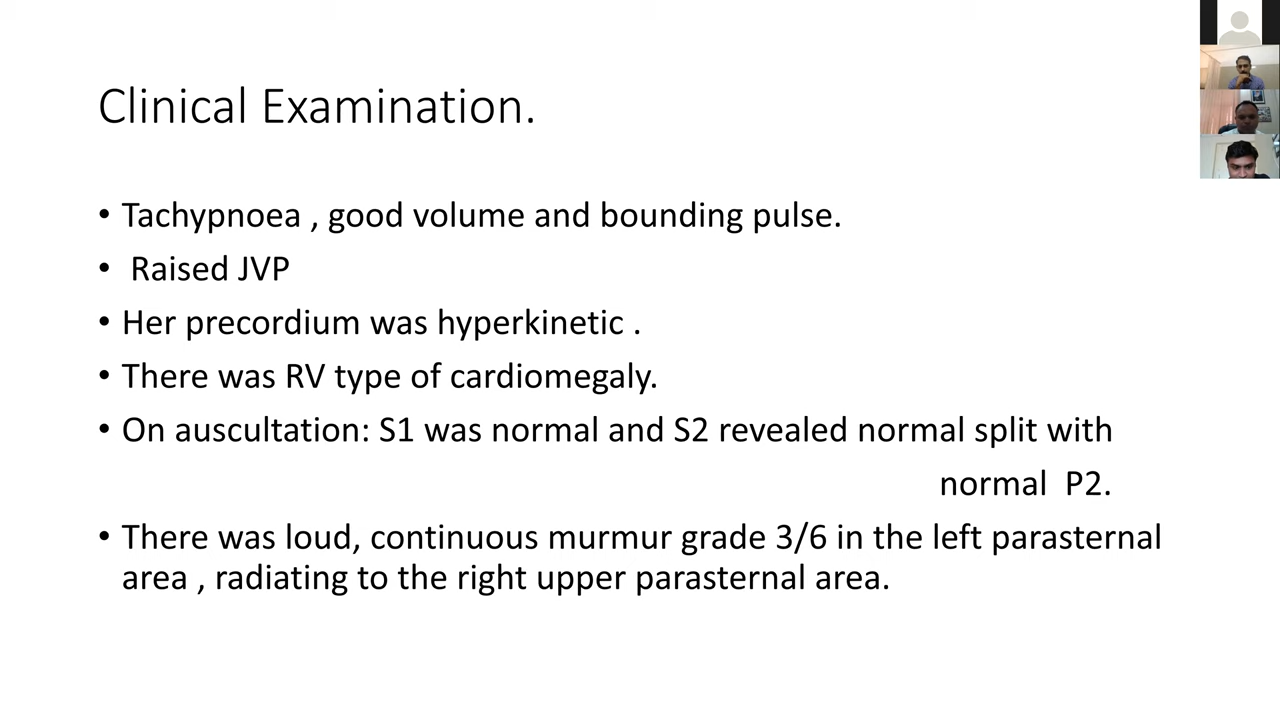 Clinical Examination.
• Tachypnoea , good volume and bounding pulse.
• Raised JVP
• Her precordium was hyperkinetic .
• There was RV type of cardiomegaly.
• On auscultation: S1 was normal and S2 revealed normal split with
normal P2.
• There was loud, continuous murmur grade 3/6 in the left parasternal
area , radiating to the right upper parasternal area.